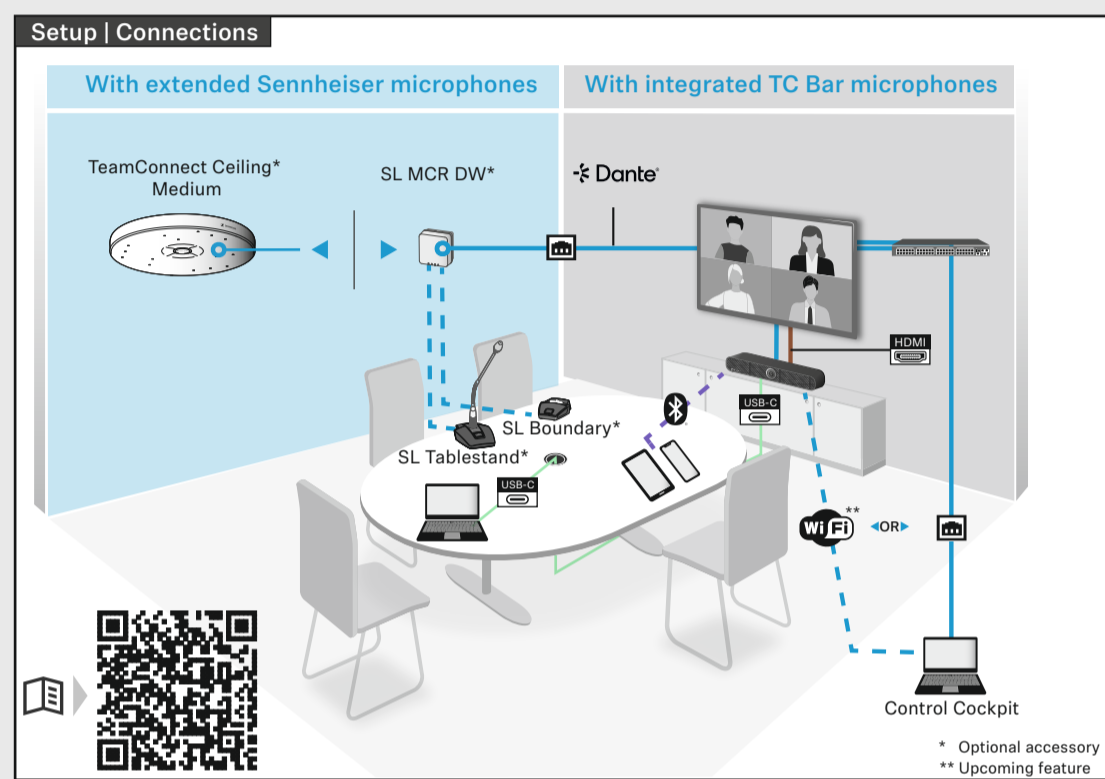 Setup | Connections
With extended Sennheiser microphones
With integrated TC Bar microphones
TeamConnect Ceiling*
Medium
SL MCR DW*
Dante®
HDMI
USB-C
SL Boundary*
SL Tablestand*
USB-C
WiFi**
OR
Control Cockpit
* Optional accessory
** Upcoming feature